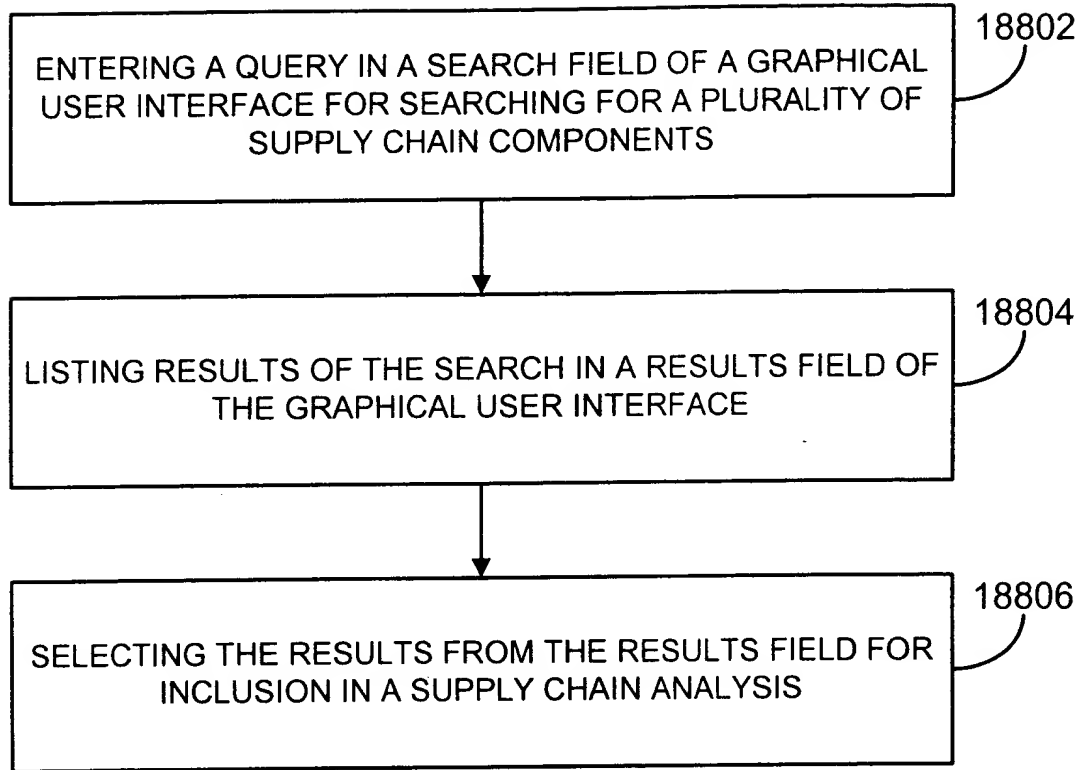 18802
ENTERING A QUERY IN A SEARCH FIELD OF A GRAPHICAL
USER INTERFACE FOR SEARCHING FOR A PLURALITY OF
SUPPLY CHAIN COMPONENTS
18804
LISTING RESULTS OF THE SEARCH IN A RESULTS FIELD OF
THE GRAPHICAL USER INTERFACE
18806
SELECTING THE RESULTS FROM THE RESULTS FIELD FOR
INCLUSION IN A SUPPLY CHAIN ANALYSIS